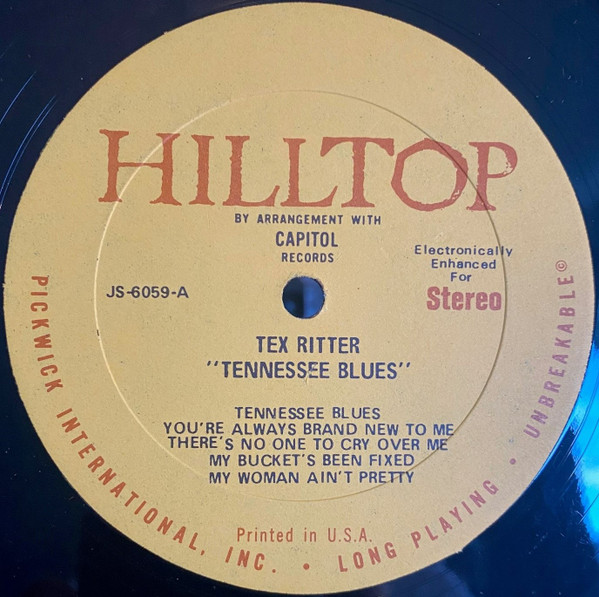 HILLTOP
BY ARRANGEMENT WITH
CAPITOL
RECORDS
JS-6059-A
Electronically
Enhanced
For
Stereo
TEX RITTER
"TENNESSEE BLUES"
TENNESSEE BLUES
YOU'RE ALWAYS BRAND NEW TO ME
THERE'S NO ONE TO CRY OVER ME
MY BUCKET'S BEEN FIXED
MY WOMAN AIN'T PRETTY
Printed in U.S.A.
PICKWICK INTERNATIONAL, INC. • LONG PLAYING • UNBREAKABLE©